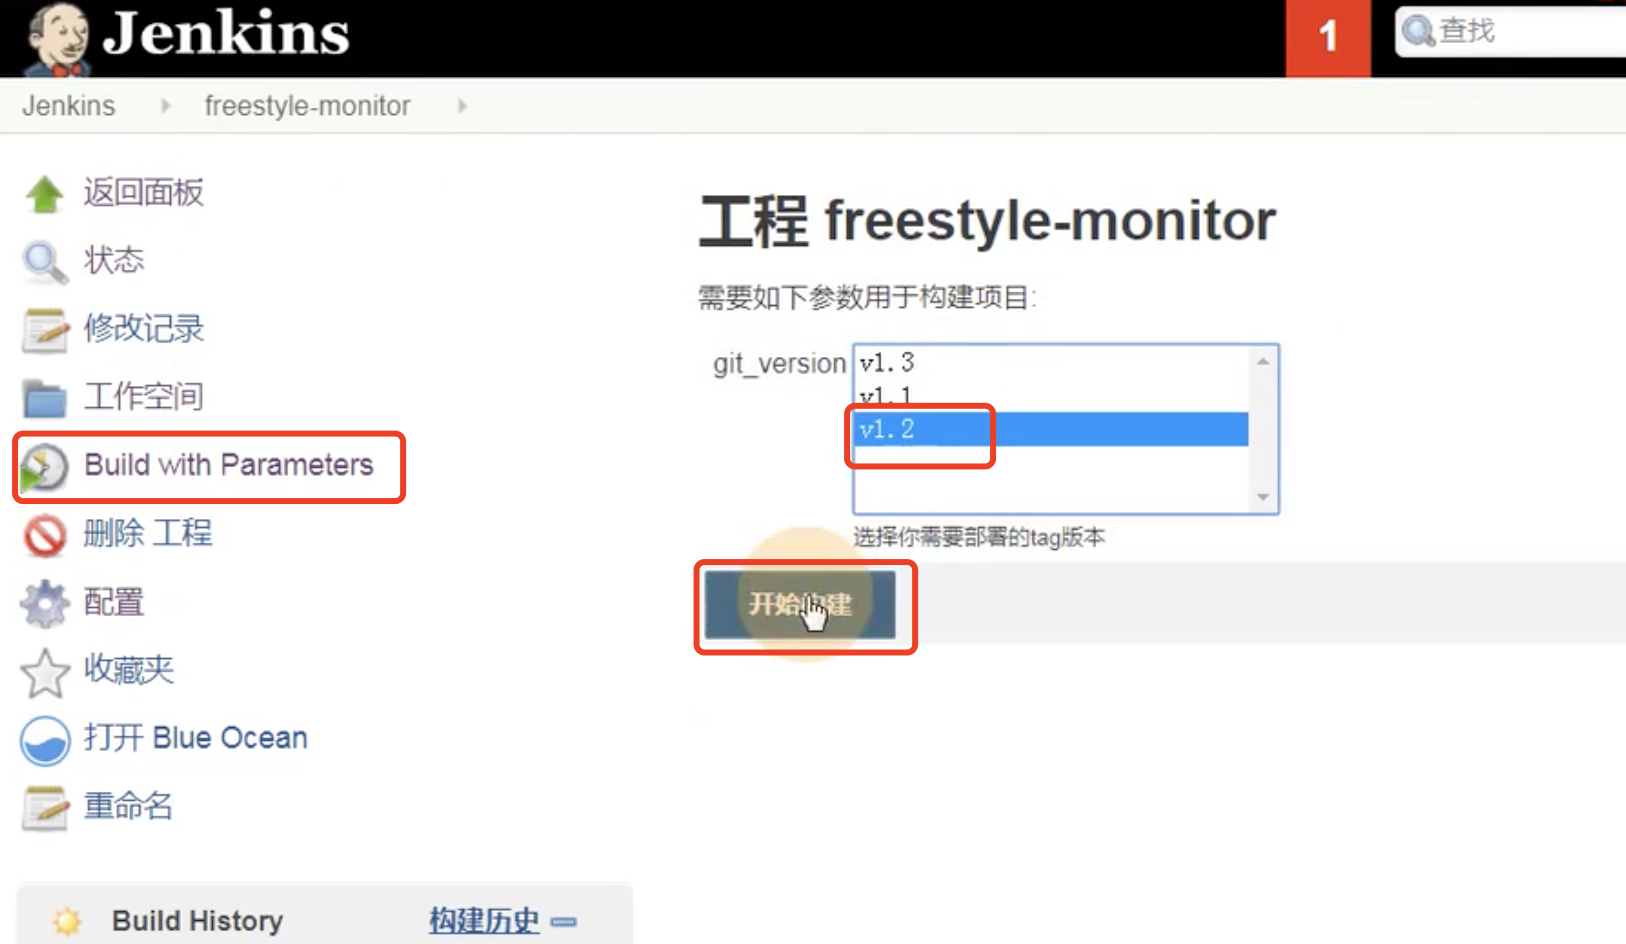 Jenkins
1
查找
Jenkins
freestyle-monitor
返回面板
状态
修改记录
工作空间
Build with Parameters
删除 工程
配置
收藏夹
打开 Blue Ocean
重命名
Build History
构建历史
工程 freestyle-monitor
需要如下参数用于构建项目:
git_version
v1.3
v1.1
v1.2
选择你需要部署的tag版本
开始构建